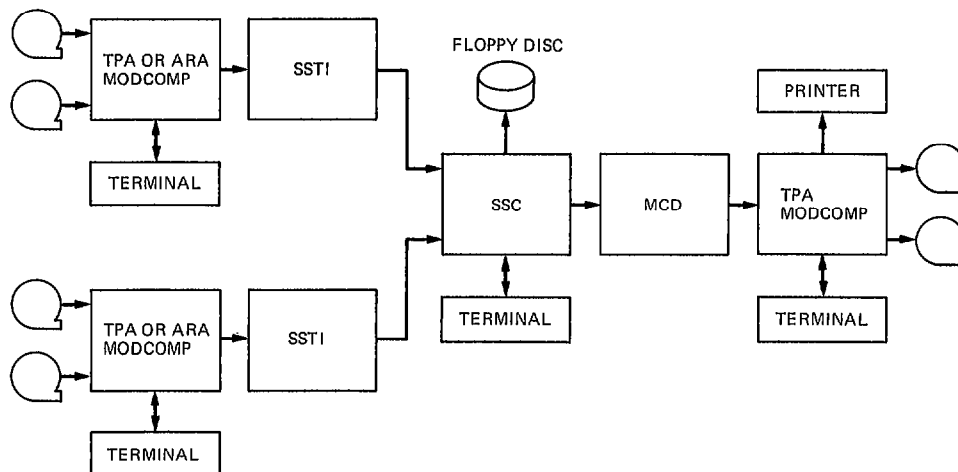 TPA OR ARA
MODCOMP
SSTI
TERMINAL
FLOPPY DISC
SSC
MCD
PRINTER
TPA
MODCOMP
TERMINAL
TERMINAL
TPA OR ARA
MODCOMP
SSTI
TERMINAL